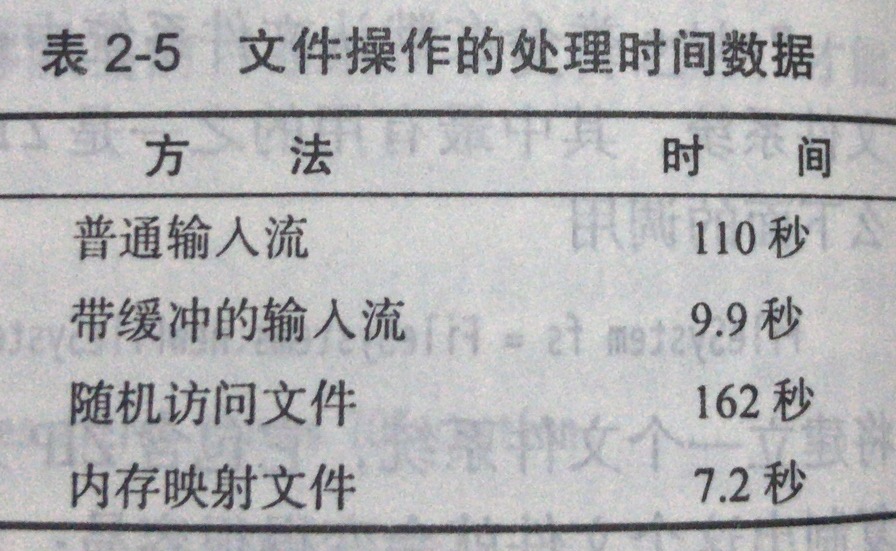 表 2-5 文件操作的处理时间数据
方 法 时 间
普通输入流 110 秒
带缓冲的输入流 9.9 秒
随机访问文件 162 秒
内存映射文件 7.2 秒